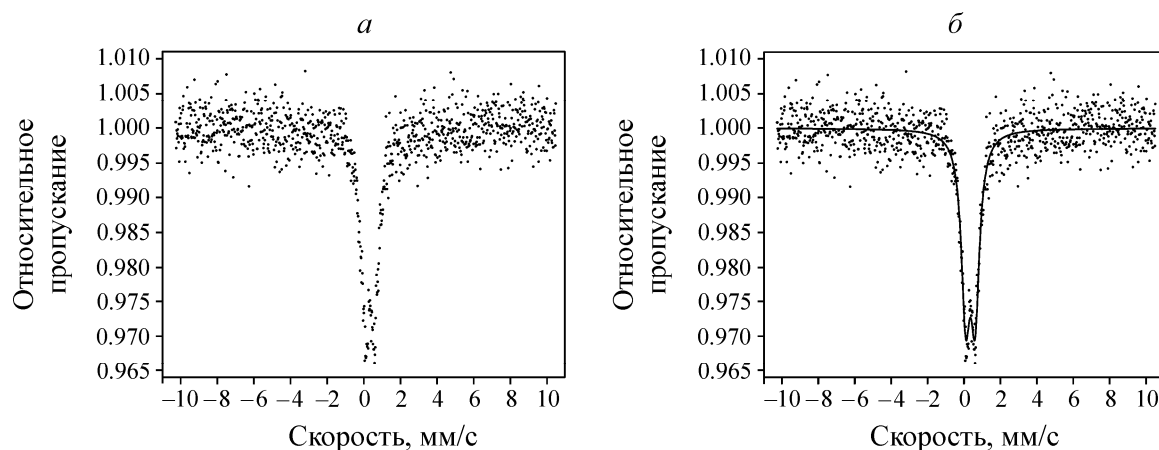 а
1.010
1.005
1.000
0.995
0.990
0.985
0.980
0.975
0.970
0.965
Относительное
пропускание
–10 –8 –6 –4 –2 0 2 4 6 8 10
Скорость, мм/с
б
1.010
1.005
1.000
0.995
0.990
0.985
0.980
0.975
0.970
0.965
Относительное
пропускание
–10 –8 –6 –4 –2 0 2 4 6 8 10
Скорость, мм/с